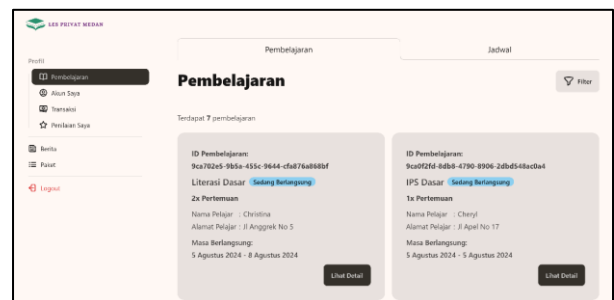 LES PRIVAT MEDAN
Profil
Pembelajaran
Akun Saya
Transaksi
Penilaian Saya
Berita
Paket
Logout
Pembelajaran
Jadwal
Pembelajaran
Filter
Terdapat 7 pembelajaran
ID Pembelajaran:
9ca702e5-9b5a-455c-9644-cfa876a868bf
Literasi Dasar Sedang Berlangsung
2x Pertemuan
Nama Pelajar : Christina
Alamat Pelajar : Jl Anggrek No 5
Masa Berlangsung:
5 Agustus 2024 - 8 Agustus 2024
Lihat Detail
ID Pembelajaran:
9ca0f2fd-8db8-4790-8906-2dbd548ac0a4
IPS Dasar Sedang Berlangsung
1x Pertemuan
Nama Pelajar : Cheryl
Alamat Pelajar : Jl Apel No 17
Masa Berlangsung:
5 Agustus 2024 - 5 Agustus 2024
Lihat Detail